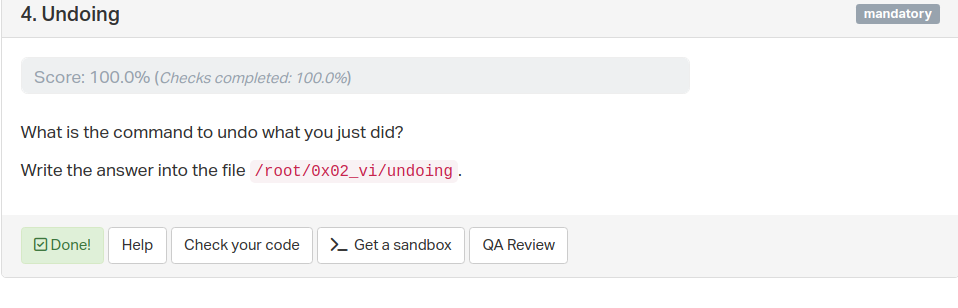 4. Undoing
mandatory
Score: 100.0% (Checks completed: 100.0%)
What is the command to undo what you just did?
Write the answer into the file /root/0x02_vi/undoing .
Done! Help Check your code Get a sandbox QA Review